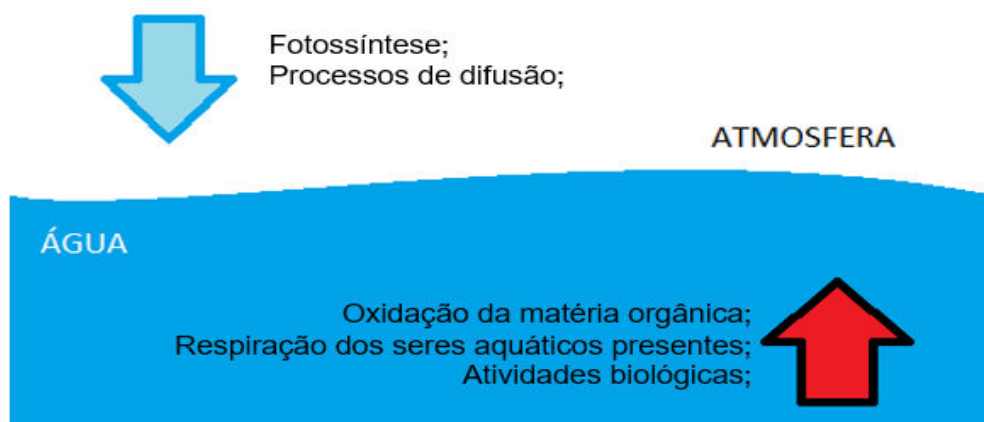 Fotossíntese;
Processos de difusão;
ATMOSFERA
ÁGUA
Oxidação da matéria orgânica;
Respiração dos seres aquáticos presentes;
Atividades biológicas;